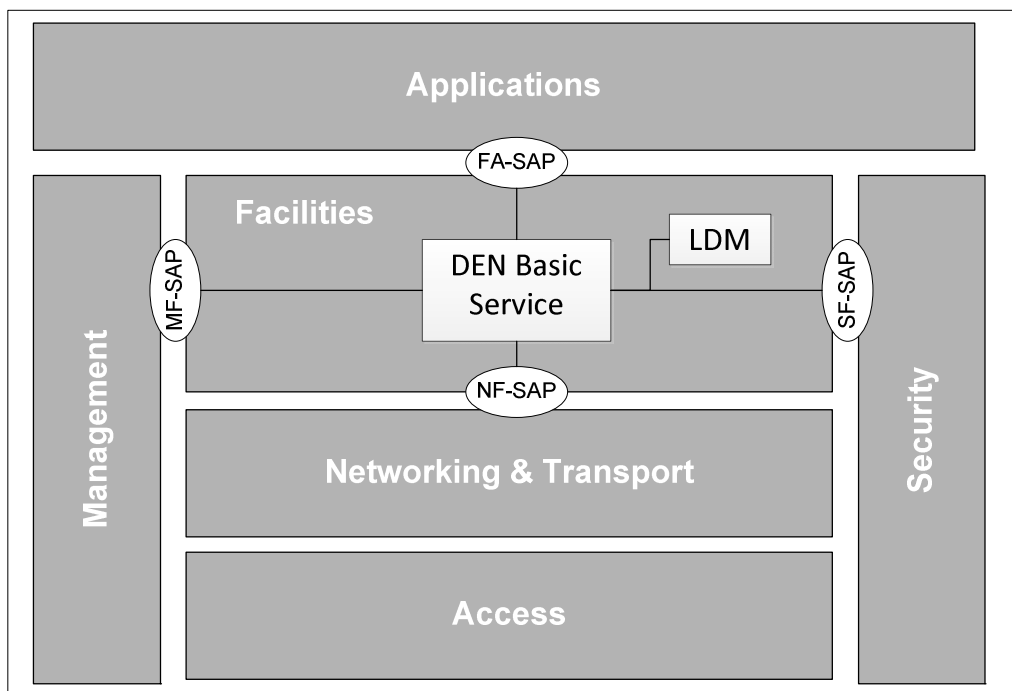 Applications
FA-SAP
Facilities
LDM
DEN Basic
Service
MF-SAP
SF-SAP
NF-SAP
Management
Networking & Transport
Security
Access